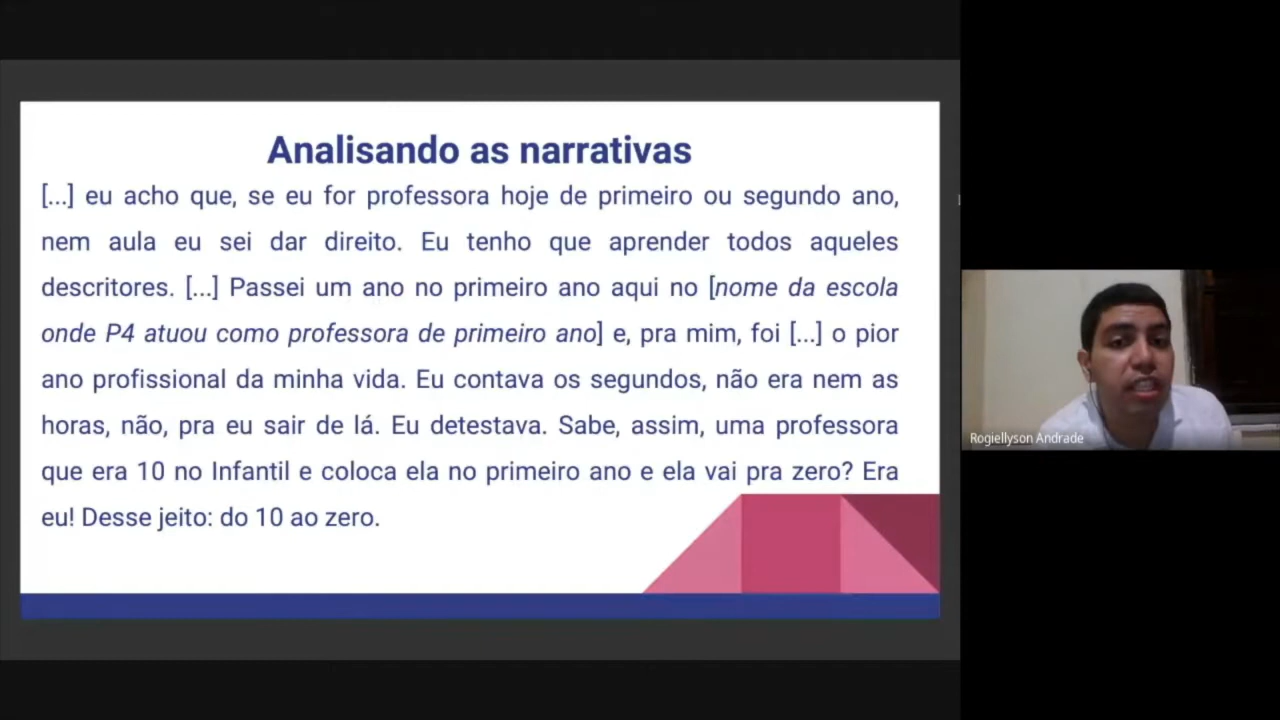 Analisando as narrativas
[...] eu acho que, se eu for professora hoje de primeiro ou segundo ano,
nem aula eu sei dar direito. Eu tenho que aprender todos aqueles
descritores. [...] Passei um ano no primeiro ano aqui no [nome da escola
onde P4 atuou como professora de primeiro ano] e, pra mim, foi [...] o pior
ano profissional da minha vida. Eu contava os segundos, não era nem as
horas, não, pra eu sair de lá. Eu detestava. Sabe, assim, uma professora
que era 10 no Infantil e coloca ela no primeiro ano e ela vai pra zero? Era
eu! Desse jeito: do 10 ao zero.
Rogiellyson Andrade